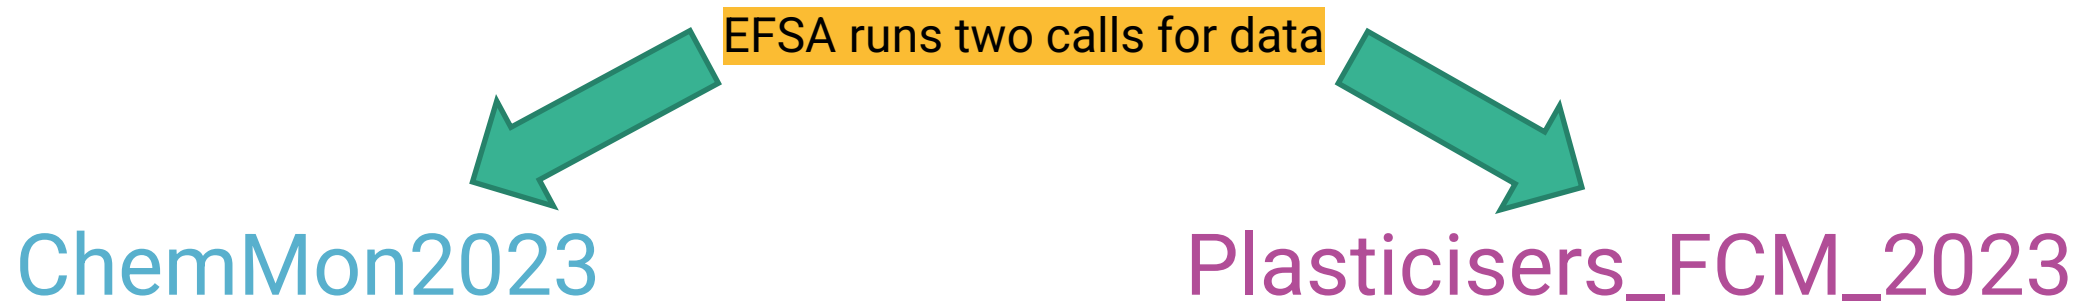 EFSA runs two calls for data
ChemMon2023
Plasticisers_FCM_2023